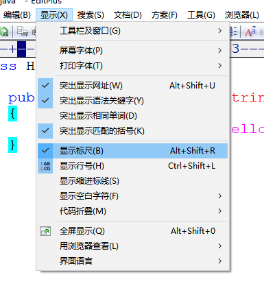 java - EditPlus
编辑(E) 显示(X) 搜索(S) 文档(D) 方案(F) 工具(G) 浏览器(L)
工具栏及窗口(G)
屏幕字体(P)
打印字体(T)
突出显示网址(W) Alt+Shift+U
突出显示语法关键字(Y)
突出显示相同单词(D)
突出显示匹配的括号(K)
显示标尺(B) Alt+Shift+R
显示行号(H) Ctrl+Shift+L
显示缩进标线(S)
显示空白字符(F)
代码折叠(M)
全屏显示(Q) Alt+Shift+0
用浏览器查看(L)
界面语言
3
ss H
pub
trin
{
ello
}